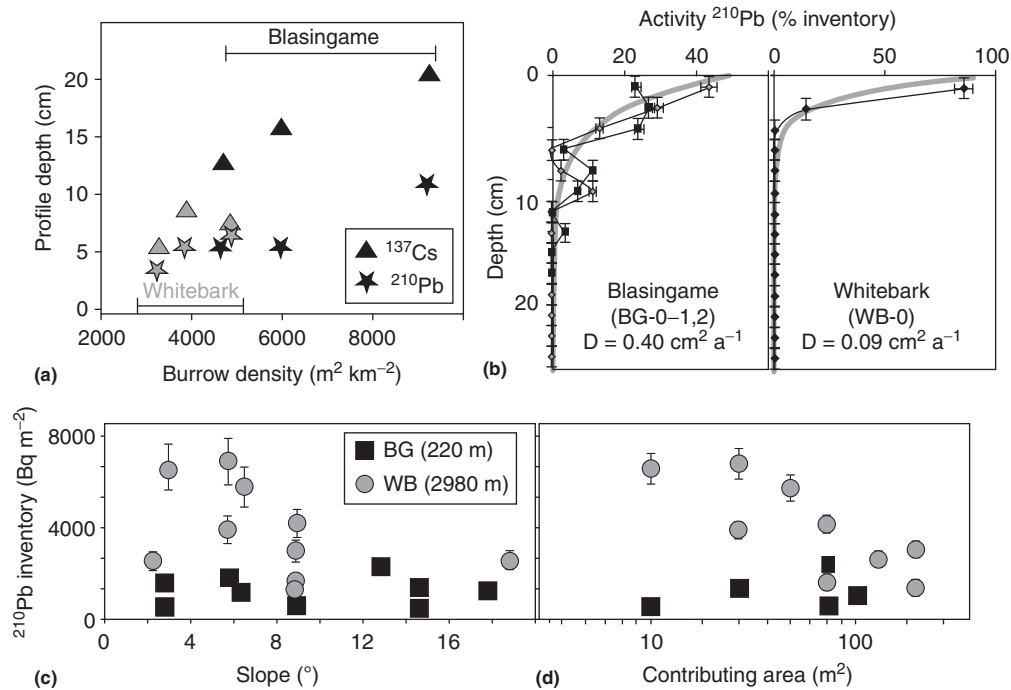 Blasingame
20
15
10
5
0
Profile depth (cm)
¹³⁷Cs
²¹⁰Pb
Whitebark
2000 4000 6000 8000
(a)
Burrow density (m² km⁻²)
Activity ²¹⁰Pb (% inventory)
0 20 40 0 50 100
0
10
20
Depth (cm)
Blasingame
(BG-0–1,2)
D = 0.40 cm² a⁻¹
Whitebark
(WB-0)
D = 0.09 cm² a⁻¹
(b)
8000
4000
0
²¹⁰Pb inventory (Bq m⁻²)
BG (220 m)
WB (2980 m)
0 2 4 6 8 12 16
(c)
Slope (°)
10 100
(d)
Contributing area (m²)